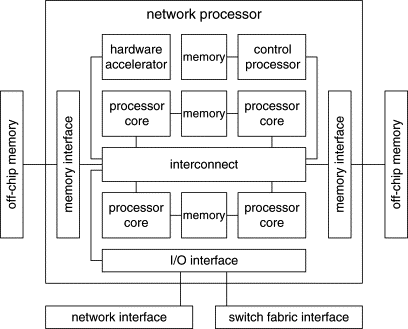 network processor
hardware
accelerator
memory
control
processor
processor
core
memory
processor
core
off-chip memory
memory interface
interconnect
memory interface
off-chip memory
processor
core
memory
processor
core
I/O interface
network interface
switch fabric interface